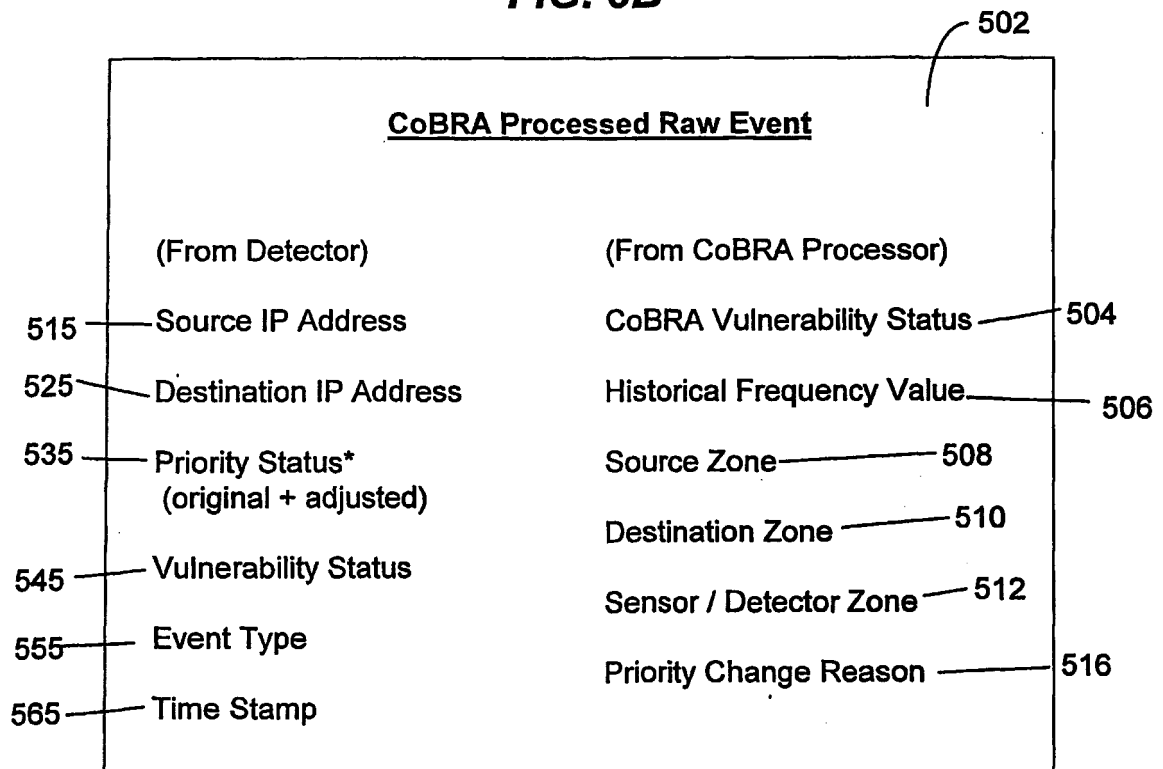 FIG.
502
CoBRA Processed Raw Event
(From Detector)
(From CoBRA Processor)
515
Source IP Address
CoBRA Vulnerability Status
504
525
Destination IP Address
Historical Frequency Value
506
535
Priority Status*
(original + adjusted)
Source Zone
508
Destination Zone
510
545
Vulnerability Status
Sensor / Detector Zone
512
555
Event Type
Priority Change Reason
516
565
Time Stamp